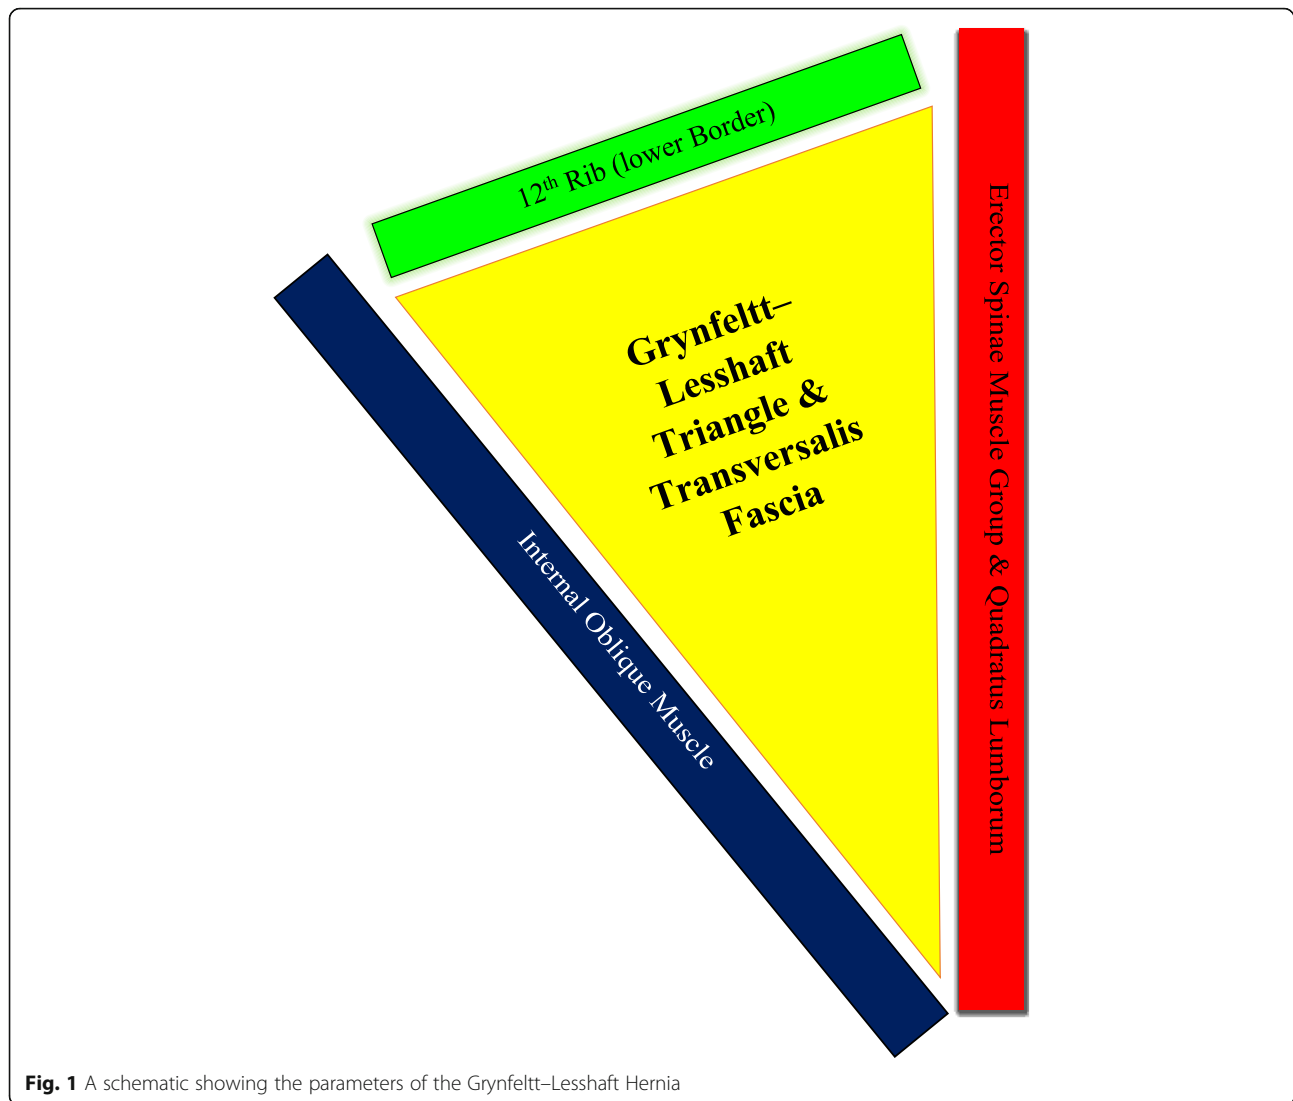 12th Rib (lower Border)
Erector Spinae Muscle Group & Quadratus Lumborum
Grynfeltt–
Lesshaft
Triangle &
Transversalis
Fascia
Internal Oblique Muscle
Fig. 1 A schematic showing the parameters of the Grynfeltt–Lesshaft Hernia